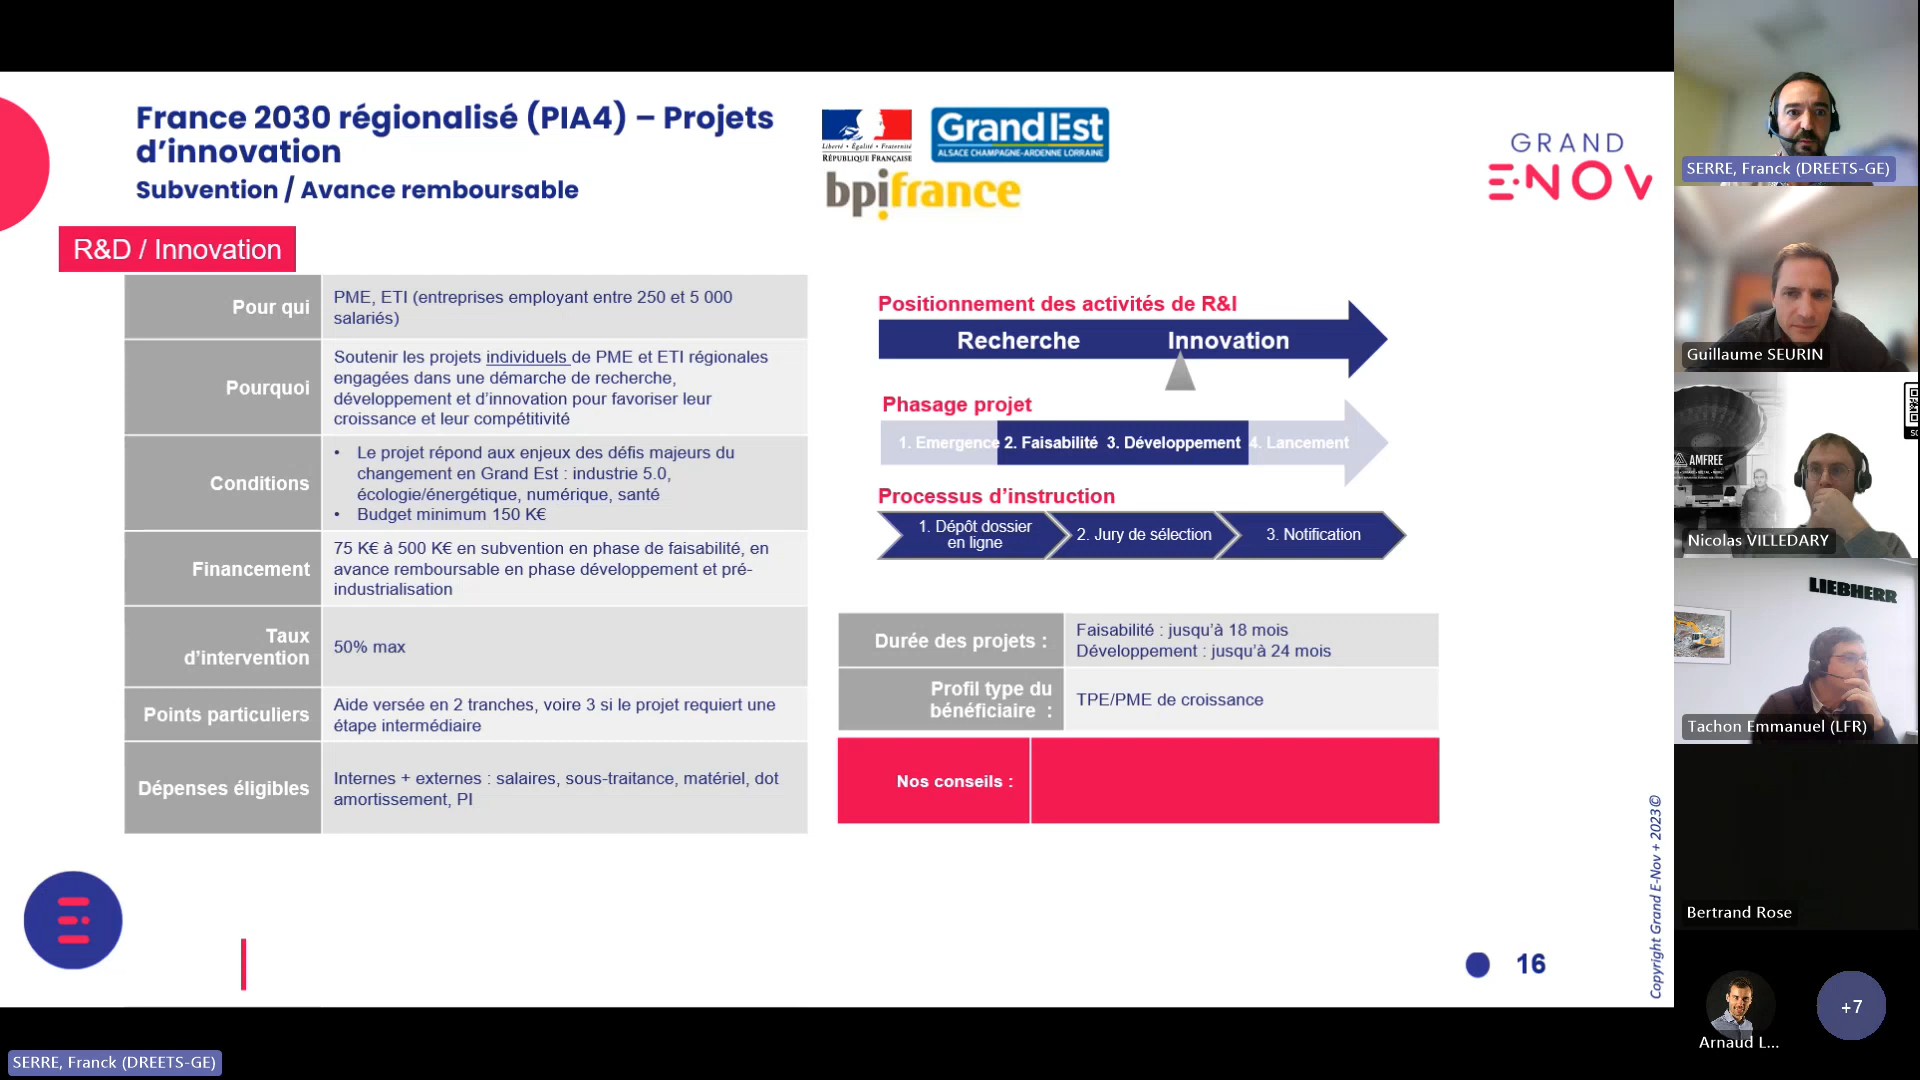 France 2030 régionalisé (PIA4) – Projets
d’innovation
Subvention / Avance remboursable
Liberté • Égalité • Fraternité
RÉPUBLIQUE FRANÇAISE
GrandEst
ALSACE CHAMPAGNE-ARDENNE LORRAINE
bpifrance
GRAND
E-NOV
R&D / Innovation
Pour qui
PME, ETI (entreprises employant entre 250 et 5 000
salariés)
Pourquoi
Soutenir les projets individuels de PME et ETI régionales
engagées dans une démarche de recherche,
développement et d’innovation pour favoriser leur
croissance et leur compétitivité
Conditions
• Le projet répond aux enjeux des défis majeurs du
changement en Grand Est : industrie 5.0,
écologie/énergétique, numérique, santé
• Budget minimum 150 K€
Financement
75 K€ à 500 K€ en subvention en phase de faisabilité, en
avance remboursable en phase développement et pré-
industrialisation
Taux
d’intervention
50% max
Points particuliers
Aide versée en 2 tranches, voire 3 si le projet requiert une
étape intermédiaire
Dépenses éligibles
Internes + externes : salaires, sous-traitance, matériel, dot
amortissement, PI
Positionnement des activités de R&I
Recherche Innovation
Phasage projet
1. Emergence 2. Faisabilité 3. Développement 4. Lancement
Processus d’instruction
1. Dépôt dossier
en ligne
2. Jury de sélection
3. Notification
Durée des projets :
Faisabilité : jusqu’à 18 mois
Développement : jusqu’à 24 mois
Profil type du
bénéficiaire :
TPE/PME de croissance
Nos conseils :
16
Copyright Grand E-Nov + 2023©
SERRE, Franck (DREETS-GE)
SERRE, Franck (DREETS-GE)
Guillaume SEURIN
AMFREE
Nicolas VILLEDARY
LIEBHERR
Tachon Emmanuel (LFR)
Bertrand Rose
Arnaud L...
+7